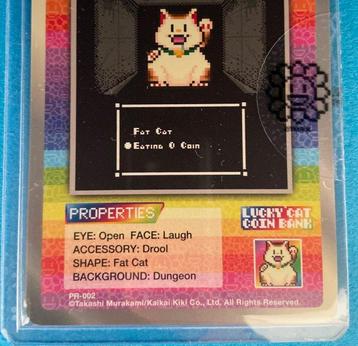 Fat Cat
Eating 0 Coin
PROPERTIES
LUCKY CAT
COIN BANK
EYE: Open FACE: Laugh
ACCESSORY: Drool
SHAPE: Fat Cat
BACKGROUND: Dungeon
PR-002
©Takashi Murakami/Kaikai Kiki Co., Ltd, All Rights Reserved.